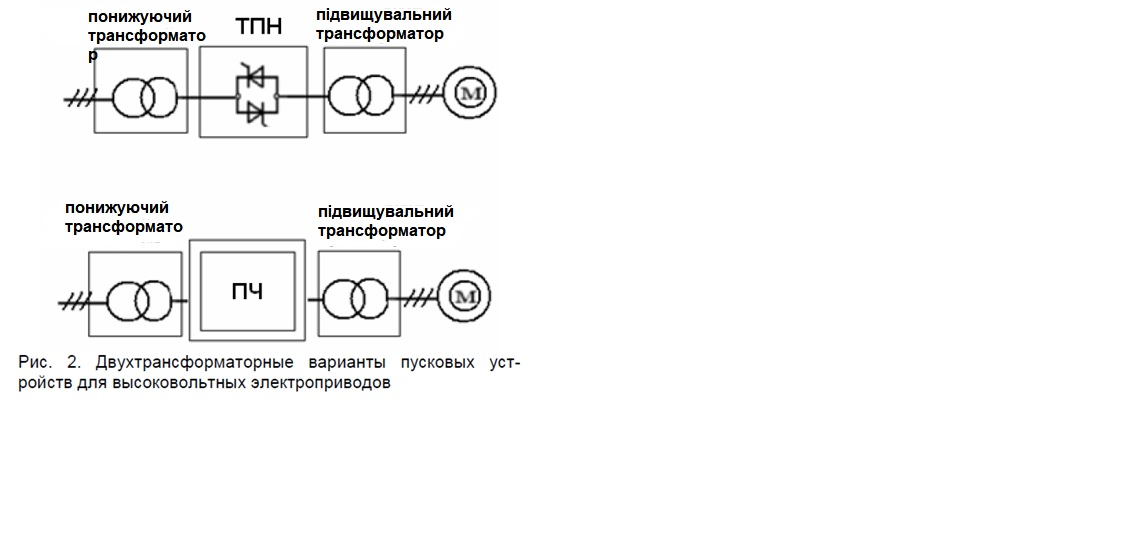 понижуючий
трансформато
р
ТПН
підвищувальний
трансформатор
М
понижуючий
трансформато
підвищувальний
трансформатор
ПЧ
М
Рис. 2. Двухтрансформаторные варианты пусковых уст-
ройств для высоковольтных электроприводов